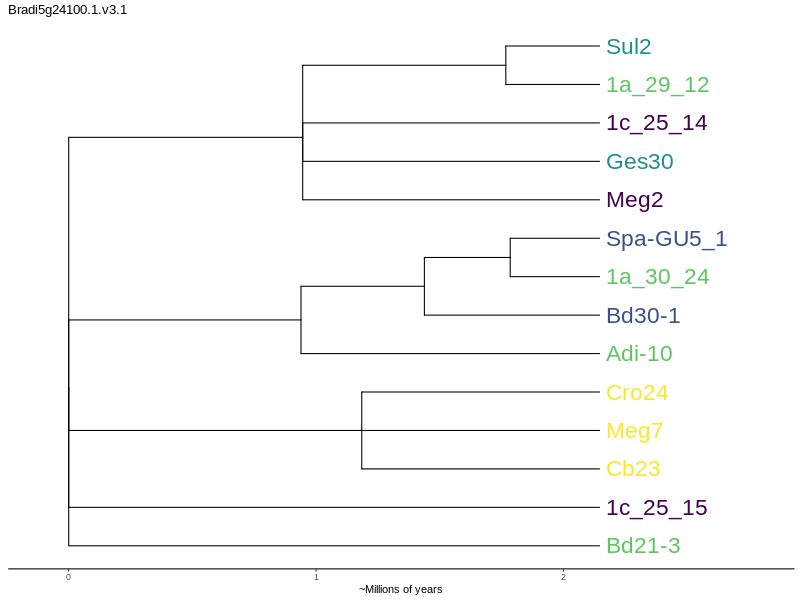 Bradi5g24100.1.v3.1
Sul2
1a_29_12
1c_25_14
Ges30
Meg2
Spa-GU5_1
1a_30_24
Bd30-1
Adi-10
Cro24
Meg7
Cb23
1c_25_15
Bd21-3
0 1 2
~Millions of years